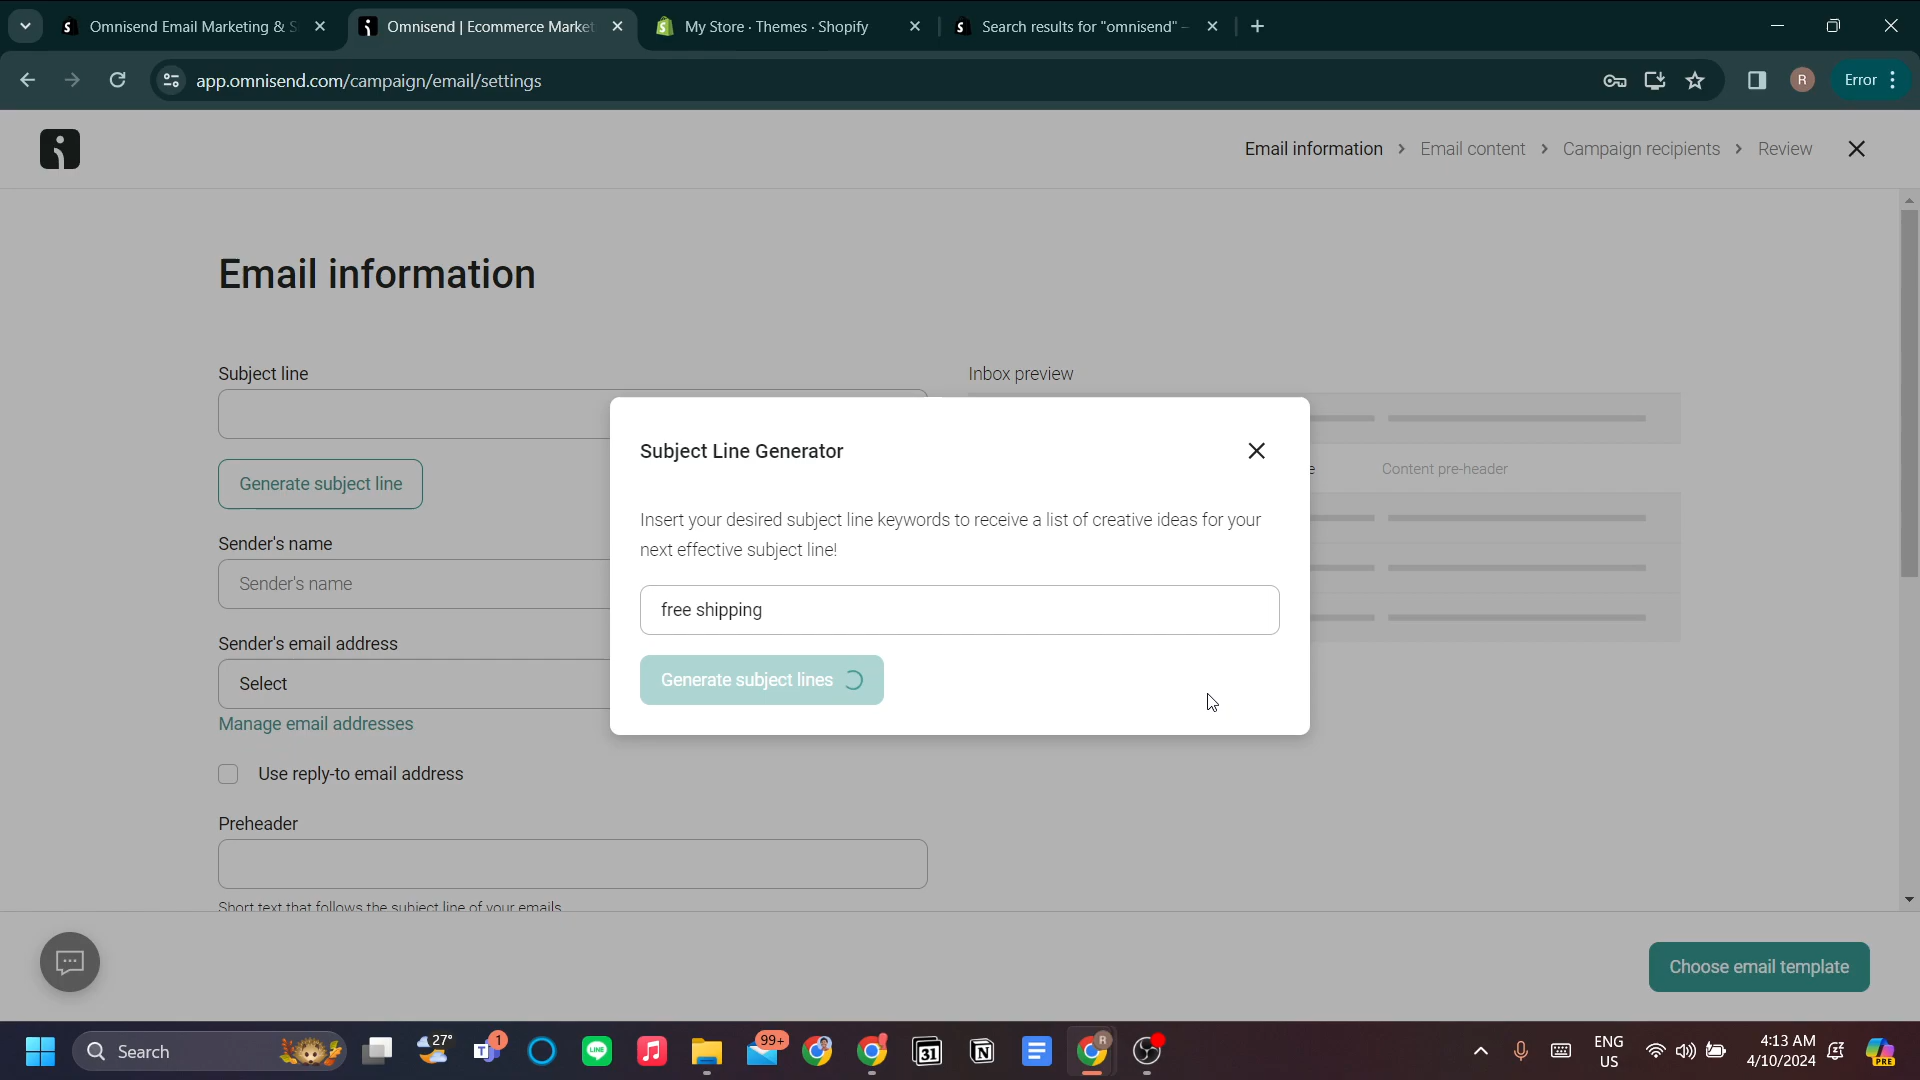 Omnisend Email Marketing & S
Omnisend | Ecommerce Market
My Store · Themes · Shopify
Search results for "omnisend" -
app.omnisend.com/campaign/email/settings
R
Error
Email information
Email content
Campaign recipients
Review
Email information
Subject line
Inbox preview
Subject Line Generator
Generate subject line
Content pre-header
Insert your desired subject line keywords to receive a list of creative ideas for your
next effective subject line!
Sender's name
Sender's name
free shipping
Sender's email address
Select
Generate subject lines
Manage email addresses
Use reply-to email address
Preheader
Short text that follows the subject line of your emails
Choose email template
Search
27°
1
LINE
99+
31
R
ENG
US
4:13 AM
4/10/2024
PRE